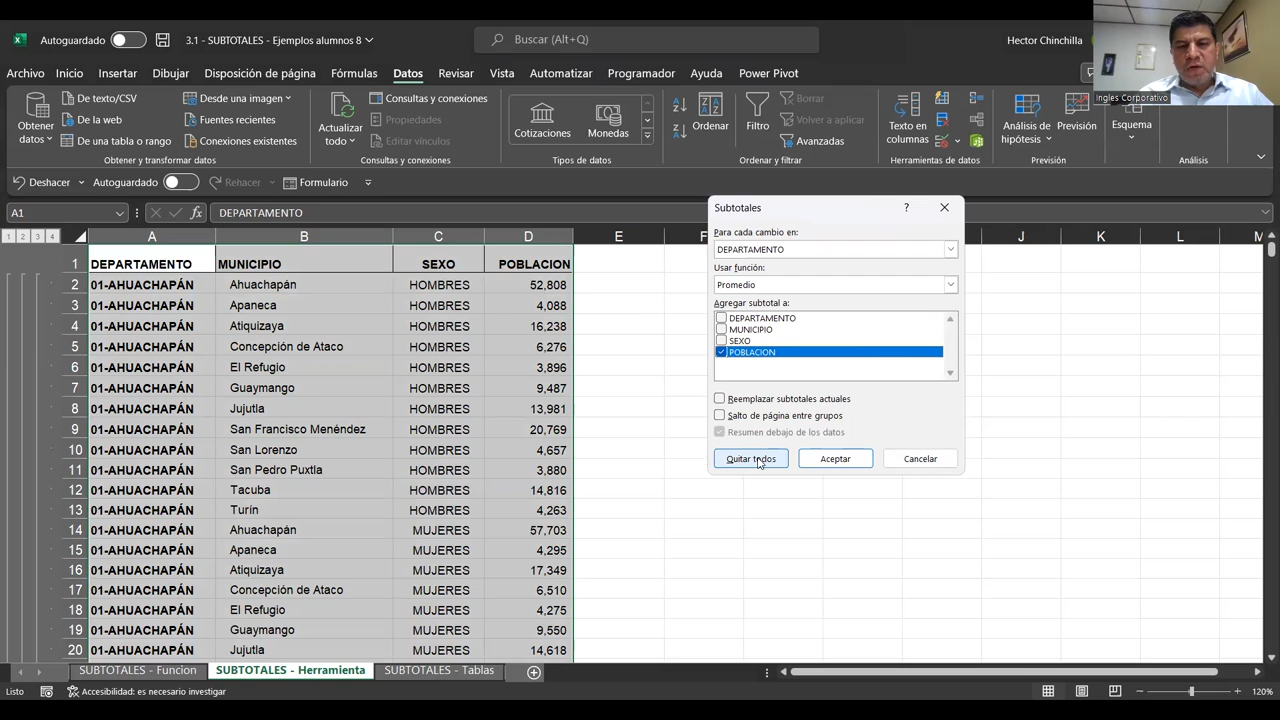 Autoguardado
3.1 - SUBTOTALES - Ejemplos alumnos 8
Buscar (Alt+Q)
Hector Chinchilla
Ingles Corporativo
Archivo Inicio Insertar Dibujar Disposición de página Fórmulas Datos Revisar Vista Automatizar Programador Ayuda Power Pivot
Obtener datos
De texto/CSV
De la web
De una tabla o rango
Desde una imagen
Fuentes recientes
Conexiones existentes
Obtener y transformar datos
Actualizar todo
Consultas y conexiones
Propiedades
Editar vínculos
Consultas y conexiones
Cotizaciones
Monedas
Tipos de datos
Ordenar
Filtro
Borrar
Volver a aplicar
Avanzadas
Ordenar y filtrar
Texto en columnas
Herramientas de datos
Análisis de hipótesis
Previsión
Previsión
Esquema
Análisis
Deshacer Autoguardado Rehacer Formulario
A1 fx DEPARTAMENTO
1 2 3 4 A B C D E F J K L M
1 DEPARTAMENTO MUNICIPIO SEXO POBLACION
2 01-AHUACHAPÁN Ahuachapán HOMBRES 52,808
3 01-AHUACHAPÁN Apaneca HOMBRES 4,088
4 01-AHUACHAPÁN Atiquizaya HOMBRES 16,238
5 01-AHUACHAPÁN Concepción de Ataco HOMBRES 6,276
6 01-AHUACHAPÁN El Refugio HOMBRES 3,896
7 01-AHUACHAPÁN Guaymango HOMBRES 9,487
8 01-AHUACHAPÁN Jujutla HOMBRES 13,981
9 01-AHUACHAPÁN San Francisco Menéndez HOMBRES 20,769
10 01-AHUACHAPÁN San Lorenzo HOMBRES 4,657
11 01-AHUACHAPÁN San Pedro Puxtla HOMBRES 3,880
12 01-AHUACHAPÁN Tacuba HOMBRES 14,816
13 01-AHUACHAPÁN Turín HOMBRES 4,263
14 01-AHUACHAPÁN Ahuachapán MUJERES 57,703
15 01-AHUACHAPÁN Apaneca MUJERES 4,295
16 01-AHUACHAPÁN Atiquizaya MUJERES 17,349
17 01-AHUACHAPÁN Concepción de Ataco MUJERES 6,510
18 01-AHUACHAPÁN El Refugio MUJERES 4,275
19 01-AHUACHAPÁN Guaymango MUJERES 9,550
20 01-AHUACHAPÁN Jujutla MUJERES 14,618
Subtotales ?
Para cada cambio en:
DEPARTAMENTO
Usar función:
Promedio
Agregar subtotal a:
DEPARTAMENTO
MUNICIPIO
SEXO
POBLACION
Reemplazar subtotales actuales
Salto de página entre grupos
Resumen debajo de los datos
Quitar todos Aceptar Cancelar
SUBTOTALES - Funcion SUBTOTALES - Herramienta SUBTOTALES - Tablas
Listo Accesibilidad: es necesario investigar 120%